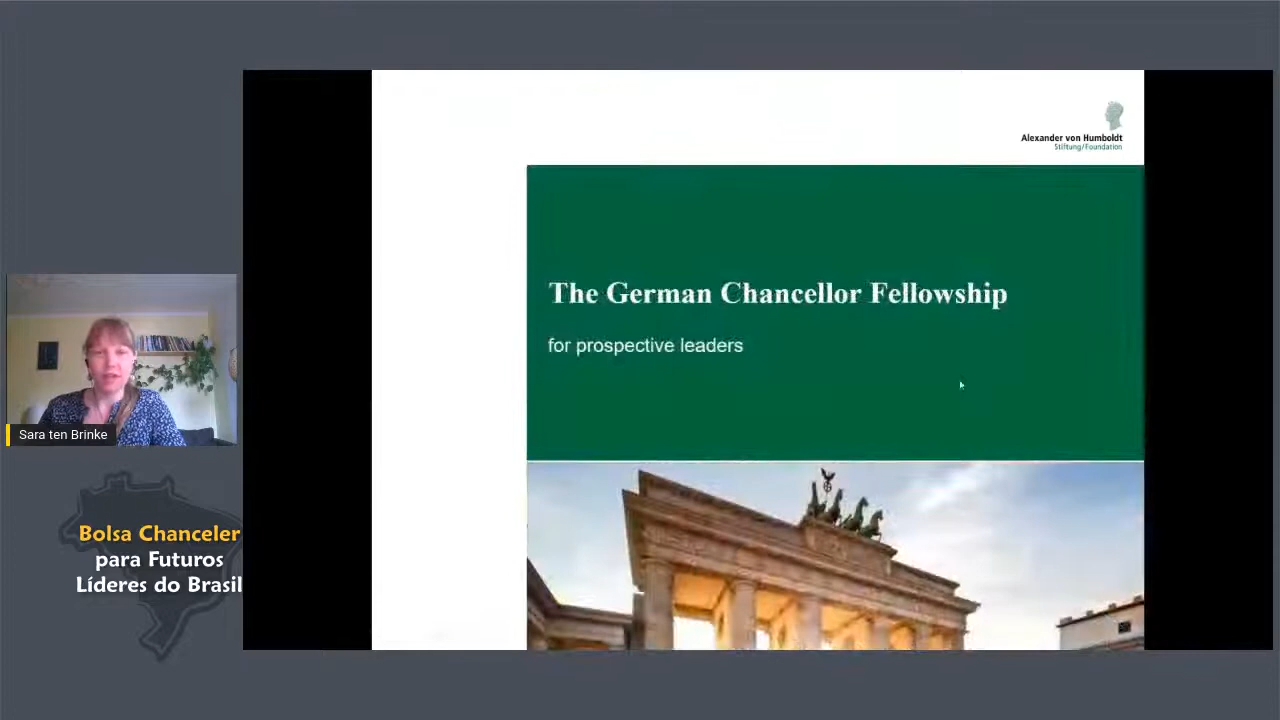 Alexander von Humboldt
Stiftung/Foundation
The German Chancellor Fellowship
for prospective leaders
Sara ten Brinke
Bolsa Chanceler
para Futuros
Líderes do Brasil